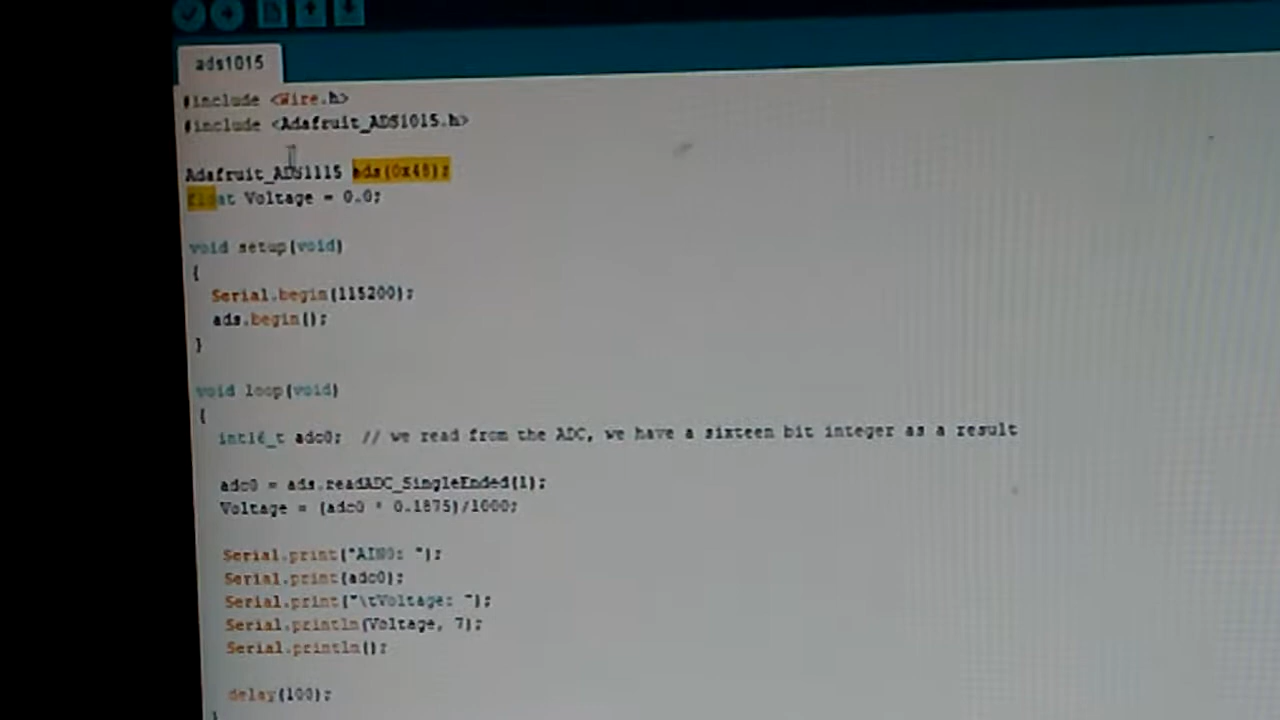 ads1015
#include <Wire.h>
#include <Adafruit_ADS1015.h>
Adafruit_ADS1115 ads(0x48);
float Voltage = 0.0;
void setup(void)
{
Serial.begin(115200);
ads.begin();
}
void loop(void)
{
int16_t adc0; // we read from the ADC, we have a sixteen bit integer as a result
adc0 = ads.readADC_SingleEnded(1);
Voltage = (adc0 * 0.1875)/1000;
Serial.print("AIN0: ");
Serial.print(adc0);
Serial.print("\tVoltage: ");
Serial.println(Voltage, 7);
Serial.println();
delay(100);
}